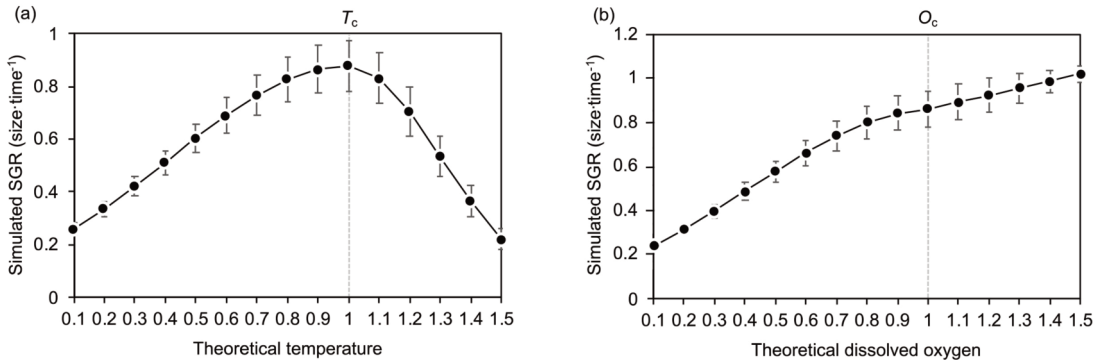 (a)
T_c
1
0.8
0.6
0.4
0.2
0
Simulated SGR (size·time⁻¹)
0.1 0.2 0.3 0.4 0.5 0.6 0.7 0.8 0.9 1 1.1 1.2 1.3 1.4 1.5
Theoretical temperature
(b)
O_c
1.2
1
0.8
0.6
0.4
0.2
0
Simulated SGR (size·time⁻¹)
0.1 0.2 0.3 0.4 0.5 0.6 0.7 0.8 0.9 1 1.1 1.2 1.3 1.4 1.5
Theoretical dissolved oxygen